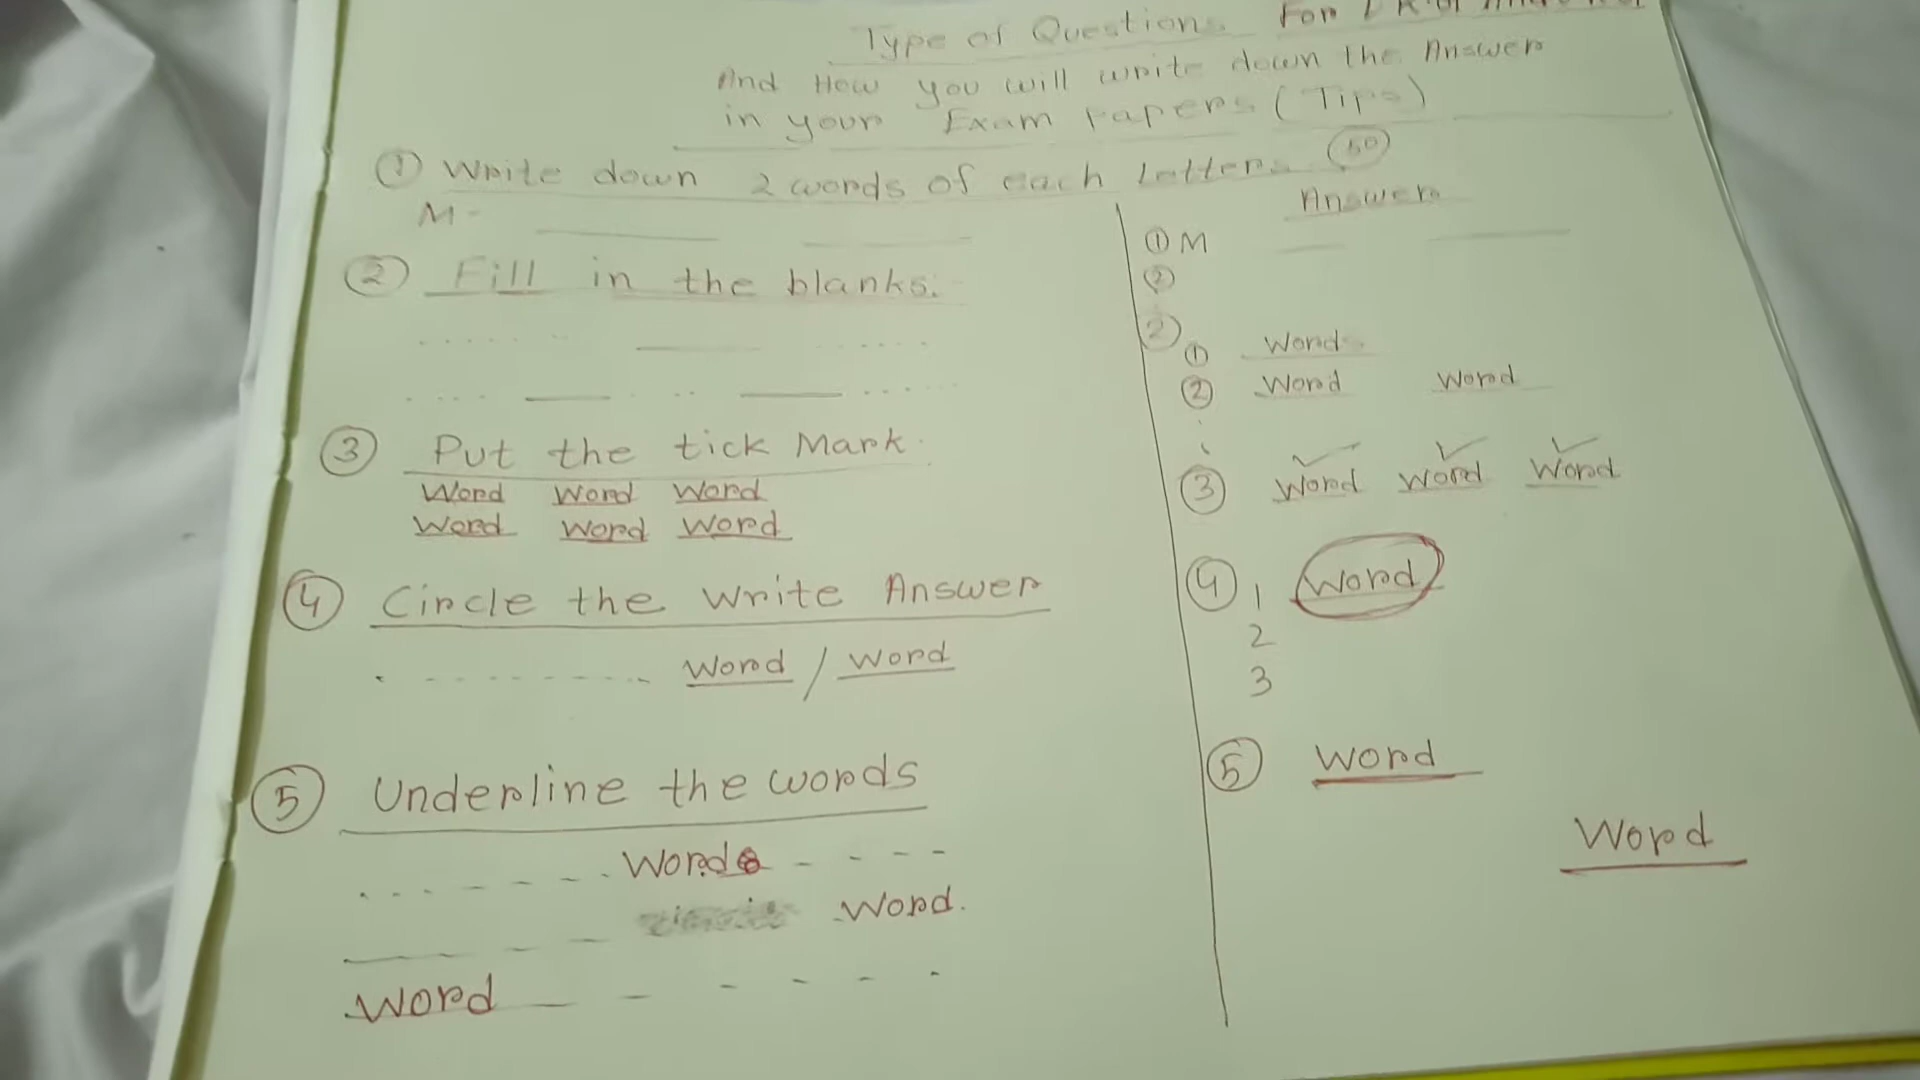 Type of Questions For
And How you will write down the Answer
in your Exam Papers (Tips)
① Write down 2 words of each Letter.
M -
② Fill in the blanks.
③ Put the tick Mark.
Word Word Word
Word Word Word
④ Circle the Write Answer
Word / Word
⑤ Underline the words
Words
Word.
Word
Answer
① M
②
②
① Word
② Word Word
③ Word Word Word
④ 1 Word
2
3
⑤ Word
Word